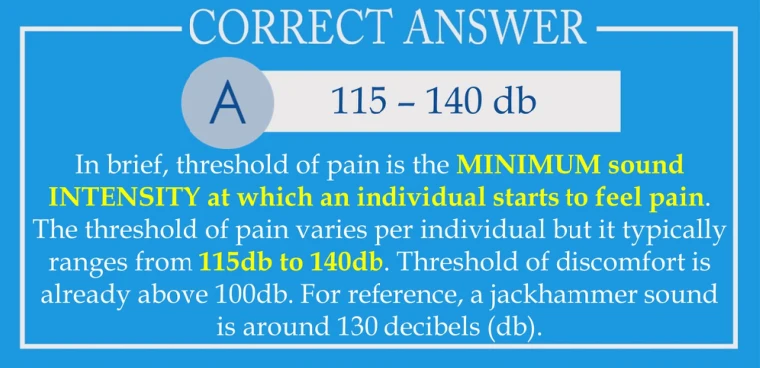 CORRECT ANSWER
A
115 – 140 db
In brief, threshold of pain is the MINIMUM sound
INTENSITY at which an individual starts to feel pain.
The threshold of pain varies per individual but it typically
ranges from 115db to 140db. Threshold of discomfort is
already above 100db. For reference, a jackhammer sound
is around 130 decibels (db).